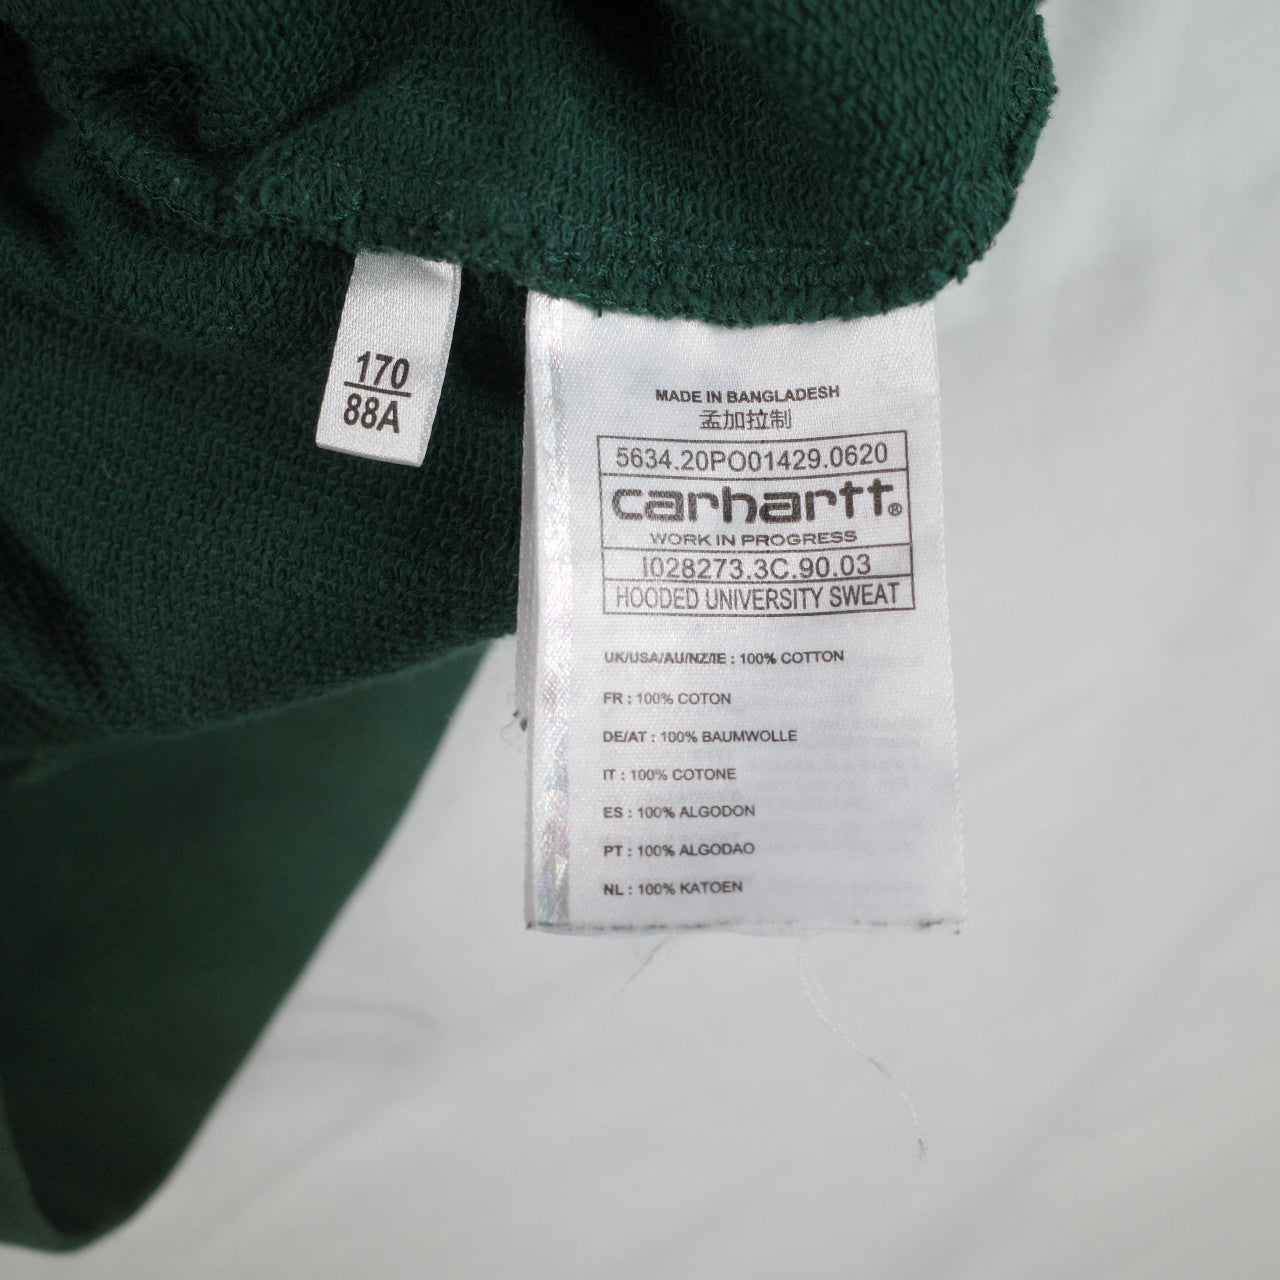 170
88A
MADE IN BANGLADESH
孟加拉制
5634.20PO01429.0620
carhartt®
WORK IN PROGRESS
I028273.3C.90.03
HOODED UNIVERSITY SWEAT
UK/USA/AU/NZ/IE : 100% COTTON
FR : 100% COTON
DE/AT : 100% BAUMWOLLE
IT : 100% COTONE
ES : 100% ALGODON
PT : 100% ALGODAO
NL : 100% KATOEN